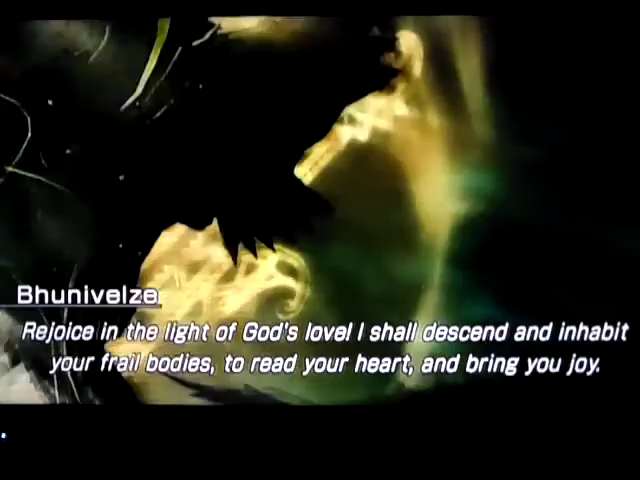 Bhunivelze
Rejoice in the light of God's love! I shall descend and inhabit
your frail bodies, to read your heart, and bring you joy.